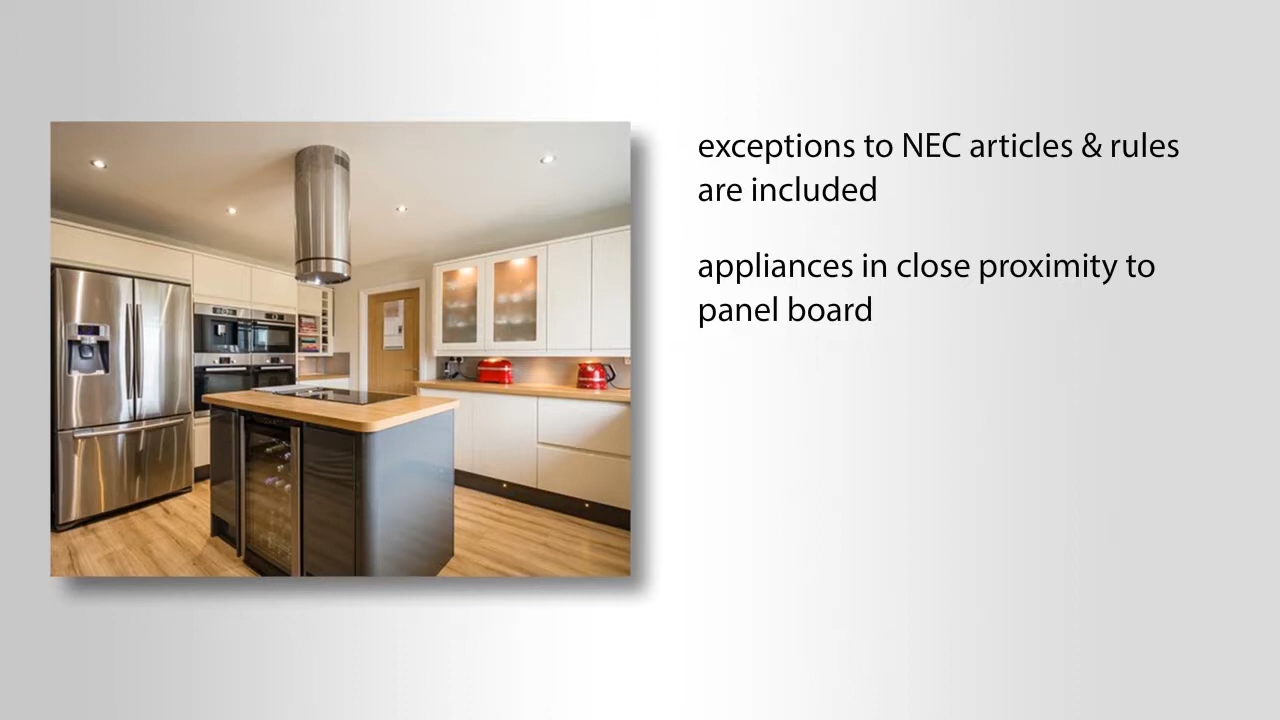 exceptions to NEC articles & rules
are included
appliances in close proximity to
panel board